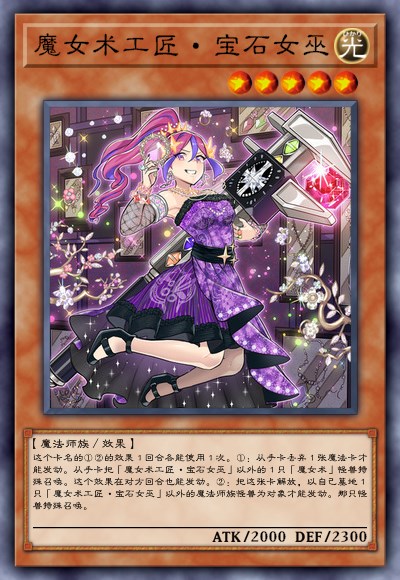 魔女术工匠・宝石女巫
光
【魔法师族／效果】
这个卡名的①②的效果1回合各能使用1次。①：从手卡丢弃1张魔法卡才
能发动。从手卡把「魔女术工匠・宝石女巫」以外的1只「魔女术」怪兽特
殊召唤。这个效果在对方回合也能发动。②：把这张卡解放，以自己墓地1
只「魔女术工匠・宝石女巫」以外的魔法师族怪兽为对象才能发动。那只怪
兽特殊召唤。
ATK/2000 DEF/2300